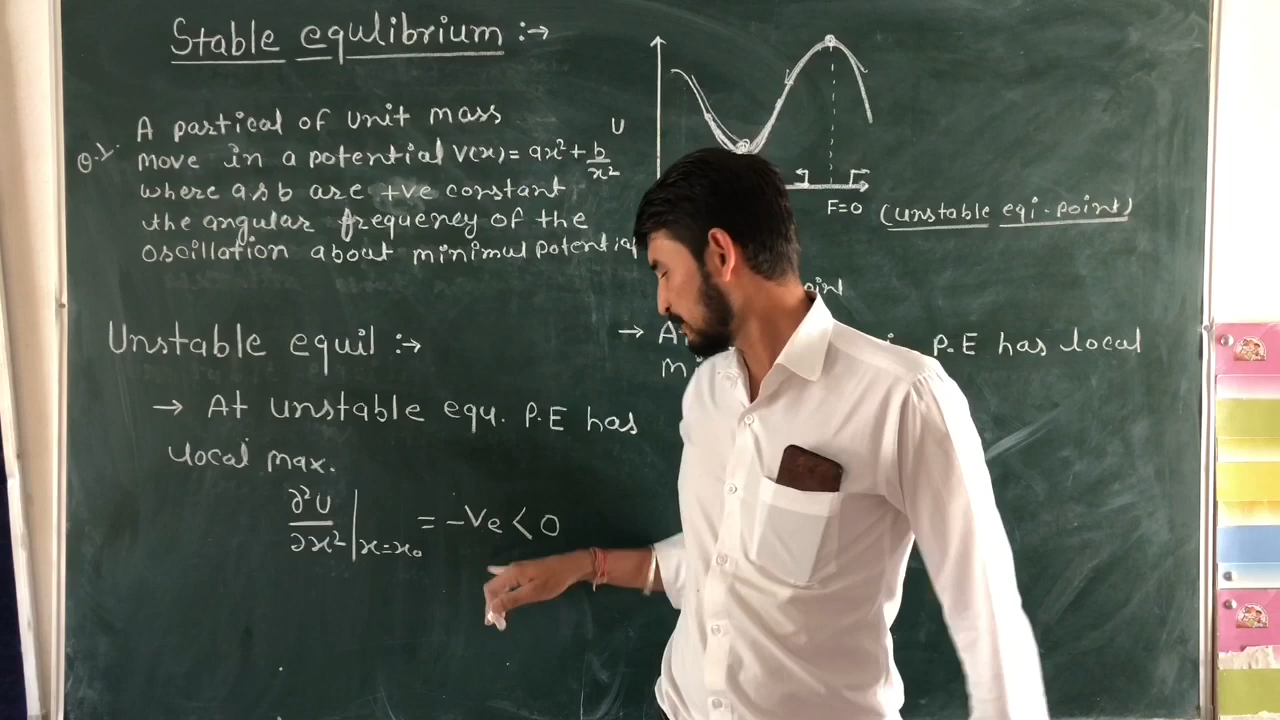 Stable equlibrium :→
Q.1. A partical of unit mass
move in a potential V(x) = ax² + b/x²
where a & b are +ve constant,
the angular frequency of the
oscillation about minimul potential
Unstable equil :→
→ At unstable equ. P.E has
local max.
∂²U/∂x² |x=x₀ = -Ve < 0
U
F=0 (unstable eqi. point)
→ P.E has local